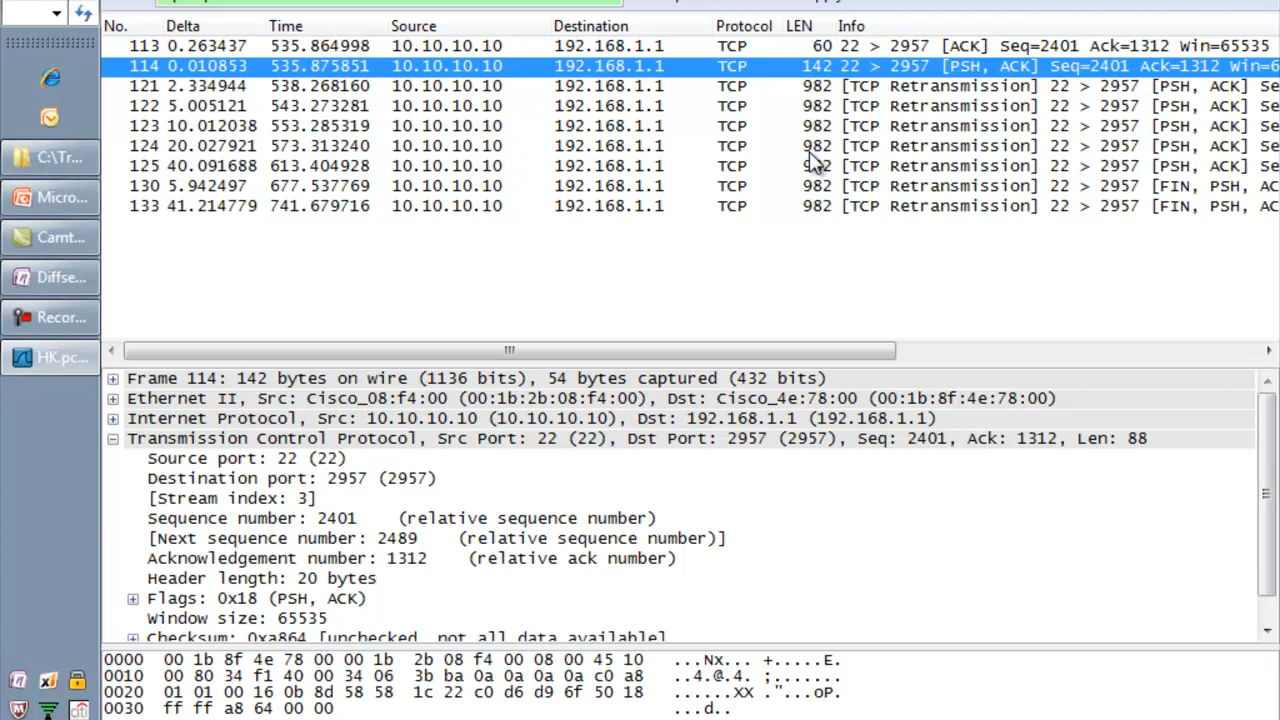 No. Delta Time Source Destination Protocol LEN Info
113 0.263437 535.864998 10.10.10.10 192.168.1.1 TCP 60 22 > 2957 [ACK] Seq=2401 Ack=1312 Win=65535
114 0.010853 535.875851 10.10.10.10 192.168.1.1 TCP 142 22 > 2957 [PSH, ACK] Seq=2401 Ack=1312 Win=6
121 2.334944 538.268160 10.10.10.10 192.168.1.1 TCP 982 [TCP Retransmission] 22 > 2957 [PSH, ACK] Se
122 5.005121 543.273281 10.10.10.10 192.168.1.1 TCP 982 [TCP Retransmission] 22 > 2957 [PSH, ACK] Se
123 10.012038 553.285319 10.10.10.10 192.168.1.1 TCP 982 [TCP Retransmission] 22 > 2957 [PSH, ACK] Se
124 20.027921 573.313240 10.10.10.10 192.168.1.1 TCP 982 [TCP Retransmission] 22 > 2957 [PSH, ACK] Se
125 40.091688 613.404928 10.10.10.10 192.168.1.1 TCP [TCP Retransmission] 22 > 2957 [PSH, ACK] Se
130 5.942497 677.537769 10.10.10.10 192.168.1.1 TCP 982 [TCP Retransmission] 22 > 2957 [FIN, PSH, AC
133 41.214779 741.679716 10.10.10.10 192.168.1.1 TCP 982 [TCP Retransmission] 22 > 2957 [FIN, PSH, AC
C:\Tr...
Micro...
Camt...
Diffse...
Recor...
HK.pc...
Frame 114: 142 bytes on wire (1136 bits), 54 bytes captured (432 bits)
Ethernet II, Src: Cisco_08:f4:00 (00:1b:2b:08:f4:00), Dst: Cisco_4e:78:00 (00:1b:8f:4e:78:00)
Internet Protocol, Src: 10.10.10.10 (10.10.10.10), Dst: 192.168.1.1 (192.168.1.1)
Transmission Control Protocol, Src Port: 22 (22), Dst Port: 2957 (2957), Seq: 2401, Ack: 1312, Len: 88
Source port: 22 (22)
Destination port: 2957 (2957)
[Stream index: 3]
Sequence number: 2401 (relative sequence number)
[Next sequence number: 2489 (relative sequence number)]
Acknowledgement number: 1312 (relative ack number)
Header length: 20 bytes
Flags: 0x18 (PSH, ACK)
Window size: 65535
Checksum: 0xa864 [unchecked, not all data available]
0000 00 1b 8f 4e 78 00 00 1b 2b 08 f4 00 08 00 45 10 ...Nx... +.....E.
0010 00 80 34 f1 40 00 34 06 3b ba 0a 0a 0a 0a c0 a8 ..4.@.4. ;.......
0020 01 01 00 16 0b 8d 58 58 1c 22 c0 d6 d9 6f 50 18 ......XX ."...oP.
0030 ff ff a8 64 00 00 ...d..